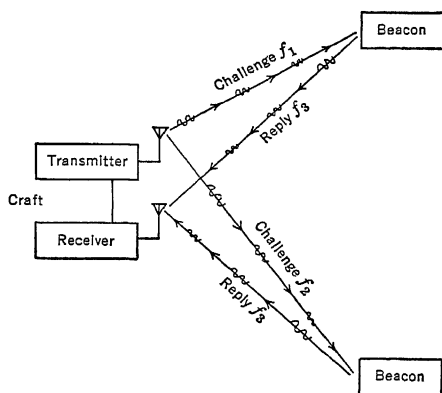 Beacon
Challenge f₁
Reply f₃
Transmitter
Craft
Receiver
Challenge f₂
Reply f₃
Beacon